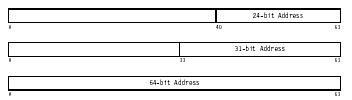 24-bit Address
0 40 63
31-bit Address
0 33 63
64-bit Address
0 63